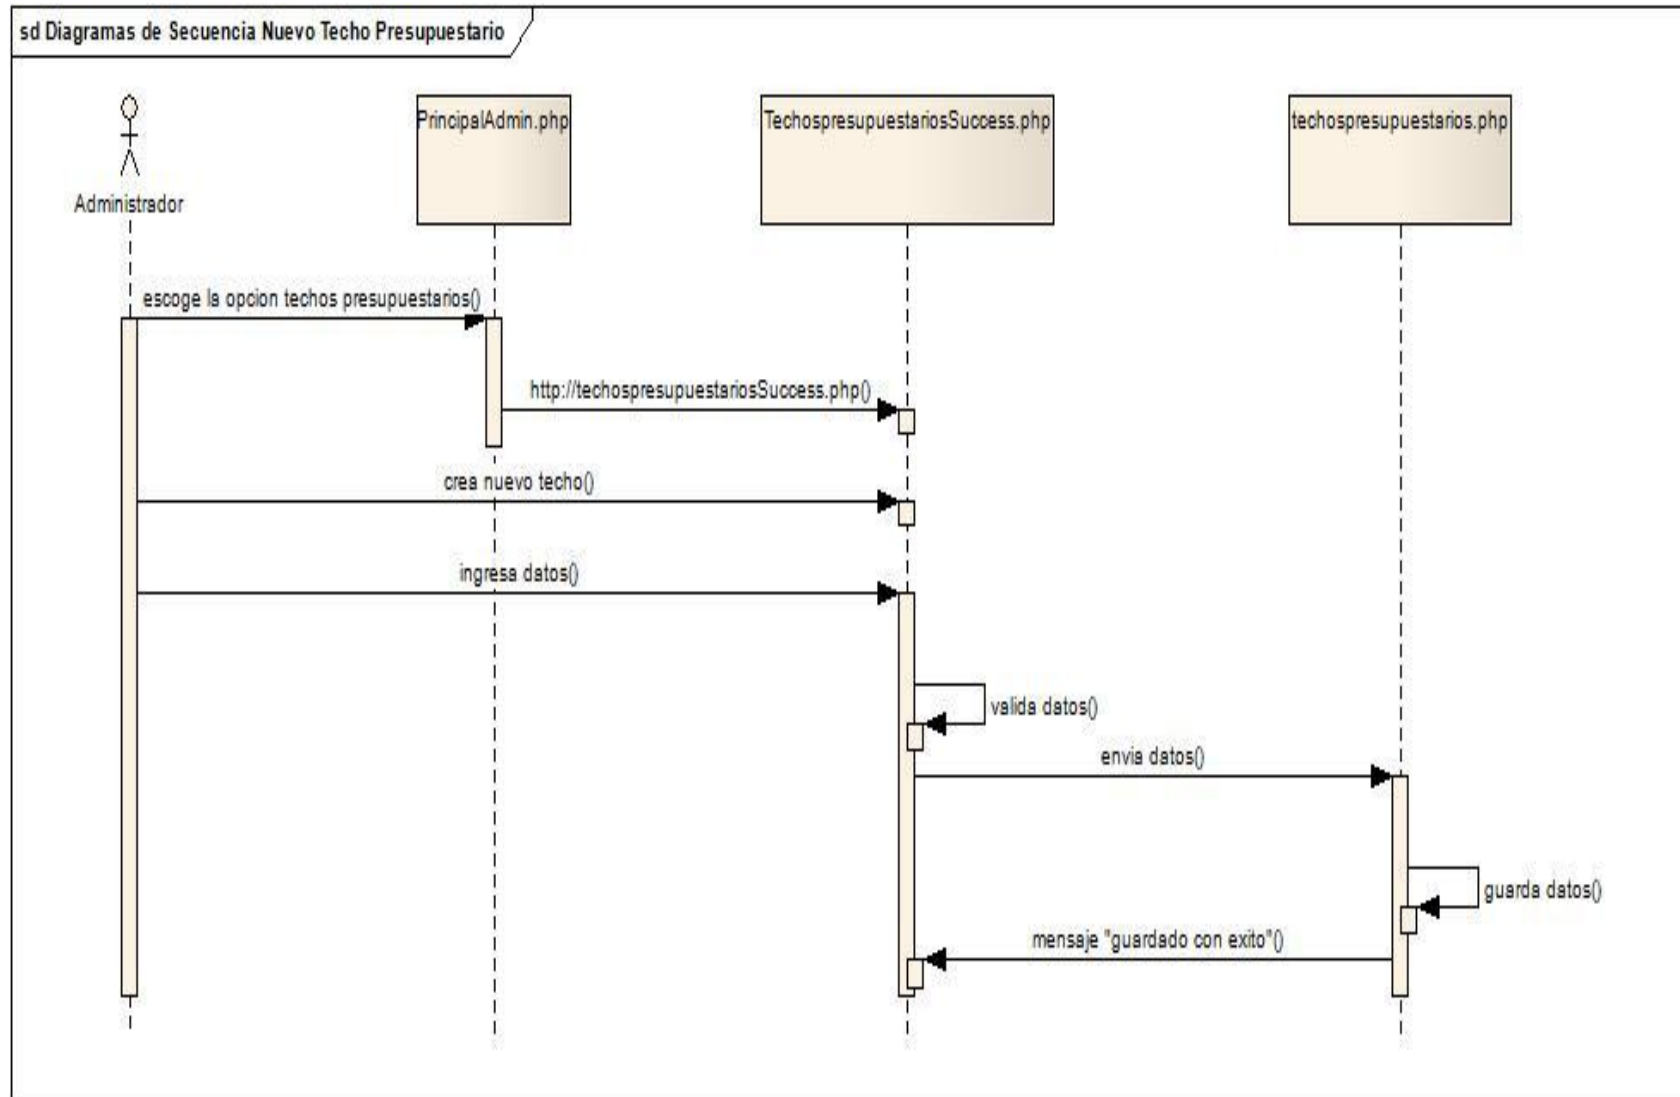 sd Diagramas de Secuencia Nuevo Techo Presupuestario
Administrador
PrincipalAdmin.php
TechospresupuestariosSuccess.php
techospresupuestarios.php
escoge la opcion techos presupuestarios()
http://techospresupuestariosSuccess.php()
crea nuevo techo()
ingresa datos()
valida datos()
envia datos()
guarda datos()
mensaje "guardado con exito"()